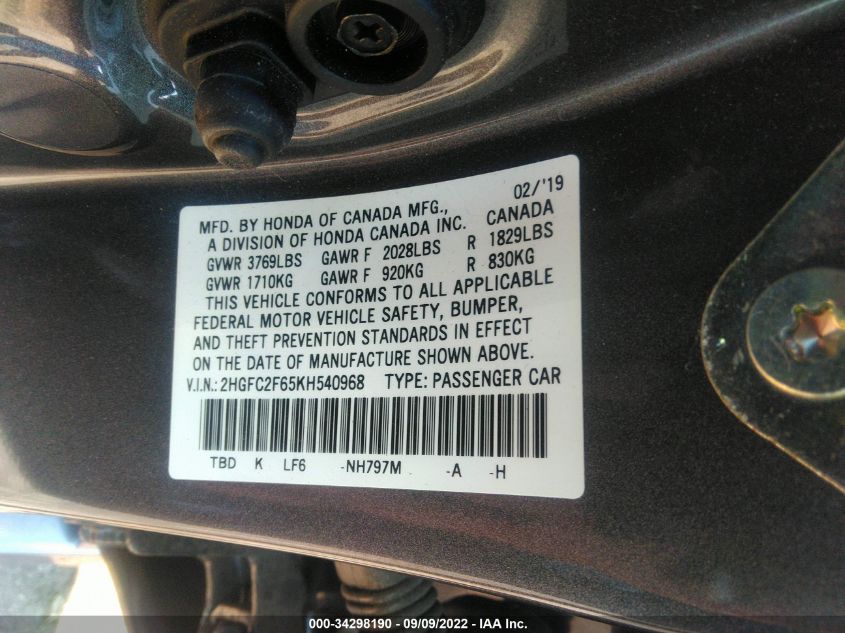 02/'19
MFD. BY HONDA OF CANADA MFG., CANADA
A DIVISION OF HONDA CANADA INC.
GVWR 3769LBS GAWR F 2028LBS R 1829LBS
GVWR 1710KG GAWR F 920KG R 830KG
THIS VEHICLE CONFORMS TO ALL APPLICABLE
FEDERAL MOTOR VEHICLE SAFETY, BUMPER,
AND THEFT PREVENTION STANDARDS IN EFFECT
ON THE DATE OF MANUFACTURE SHOWN ABOVE.
V.I.N.: 2HGFC2F65KH540968 TYPE: PASSENGER CAR
TBD K LF6 -NH797M -A -H
000-34298190 - 09/09/2022 - IAA Inc.